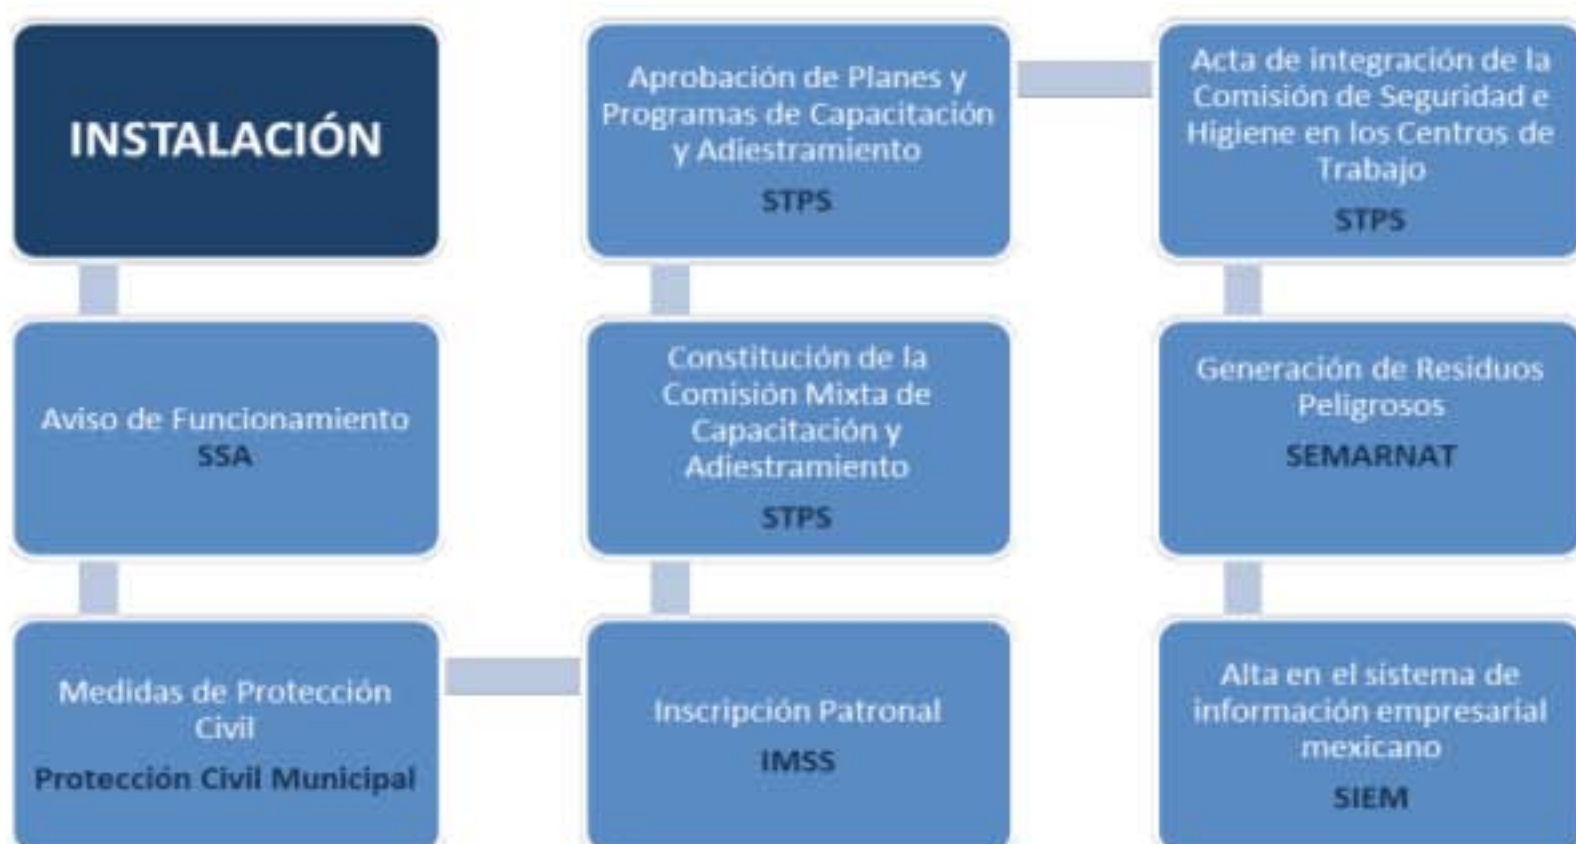 INSTALACIÓN
Aviso de Funcionamiento
SSA
Medidas de Protección
Civil
Protección Civil Municipal
Inscripción Patronal
IMSS
Constitución de la
Comisión Mixta de
Capacitación y
Adiestramiento
STPS
Aprobación de Planes y
Programas de Capacitación
y Adiestramiento
STPS
Acta de integración de la
Comisión de Seguridad e
Higiene en los Centros de
Trabajo
STPS
Generación de Residuos
Peligrosos
SEMARNAT
Alta en el sistema de
información empresarial
mexicano
SIEM